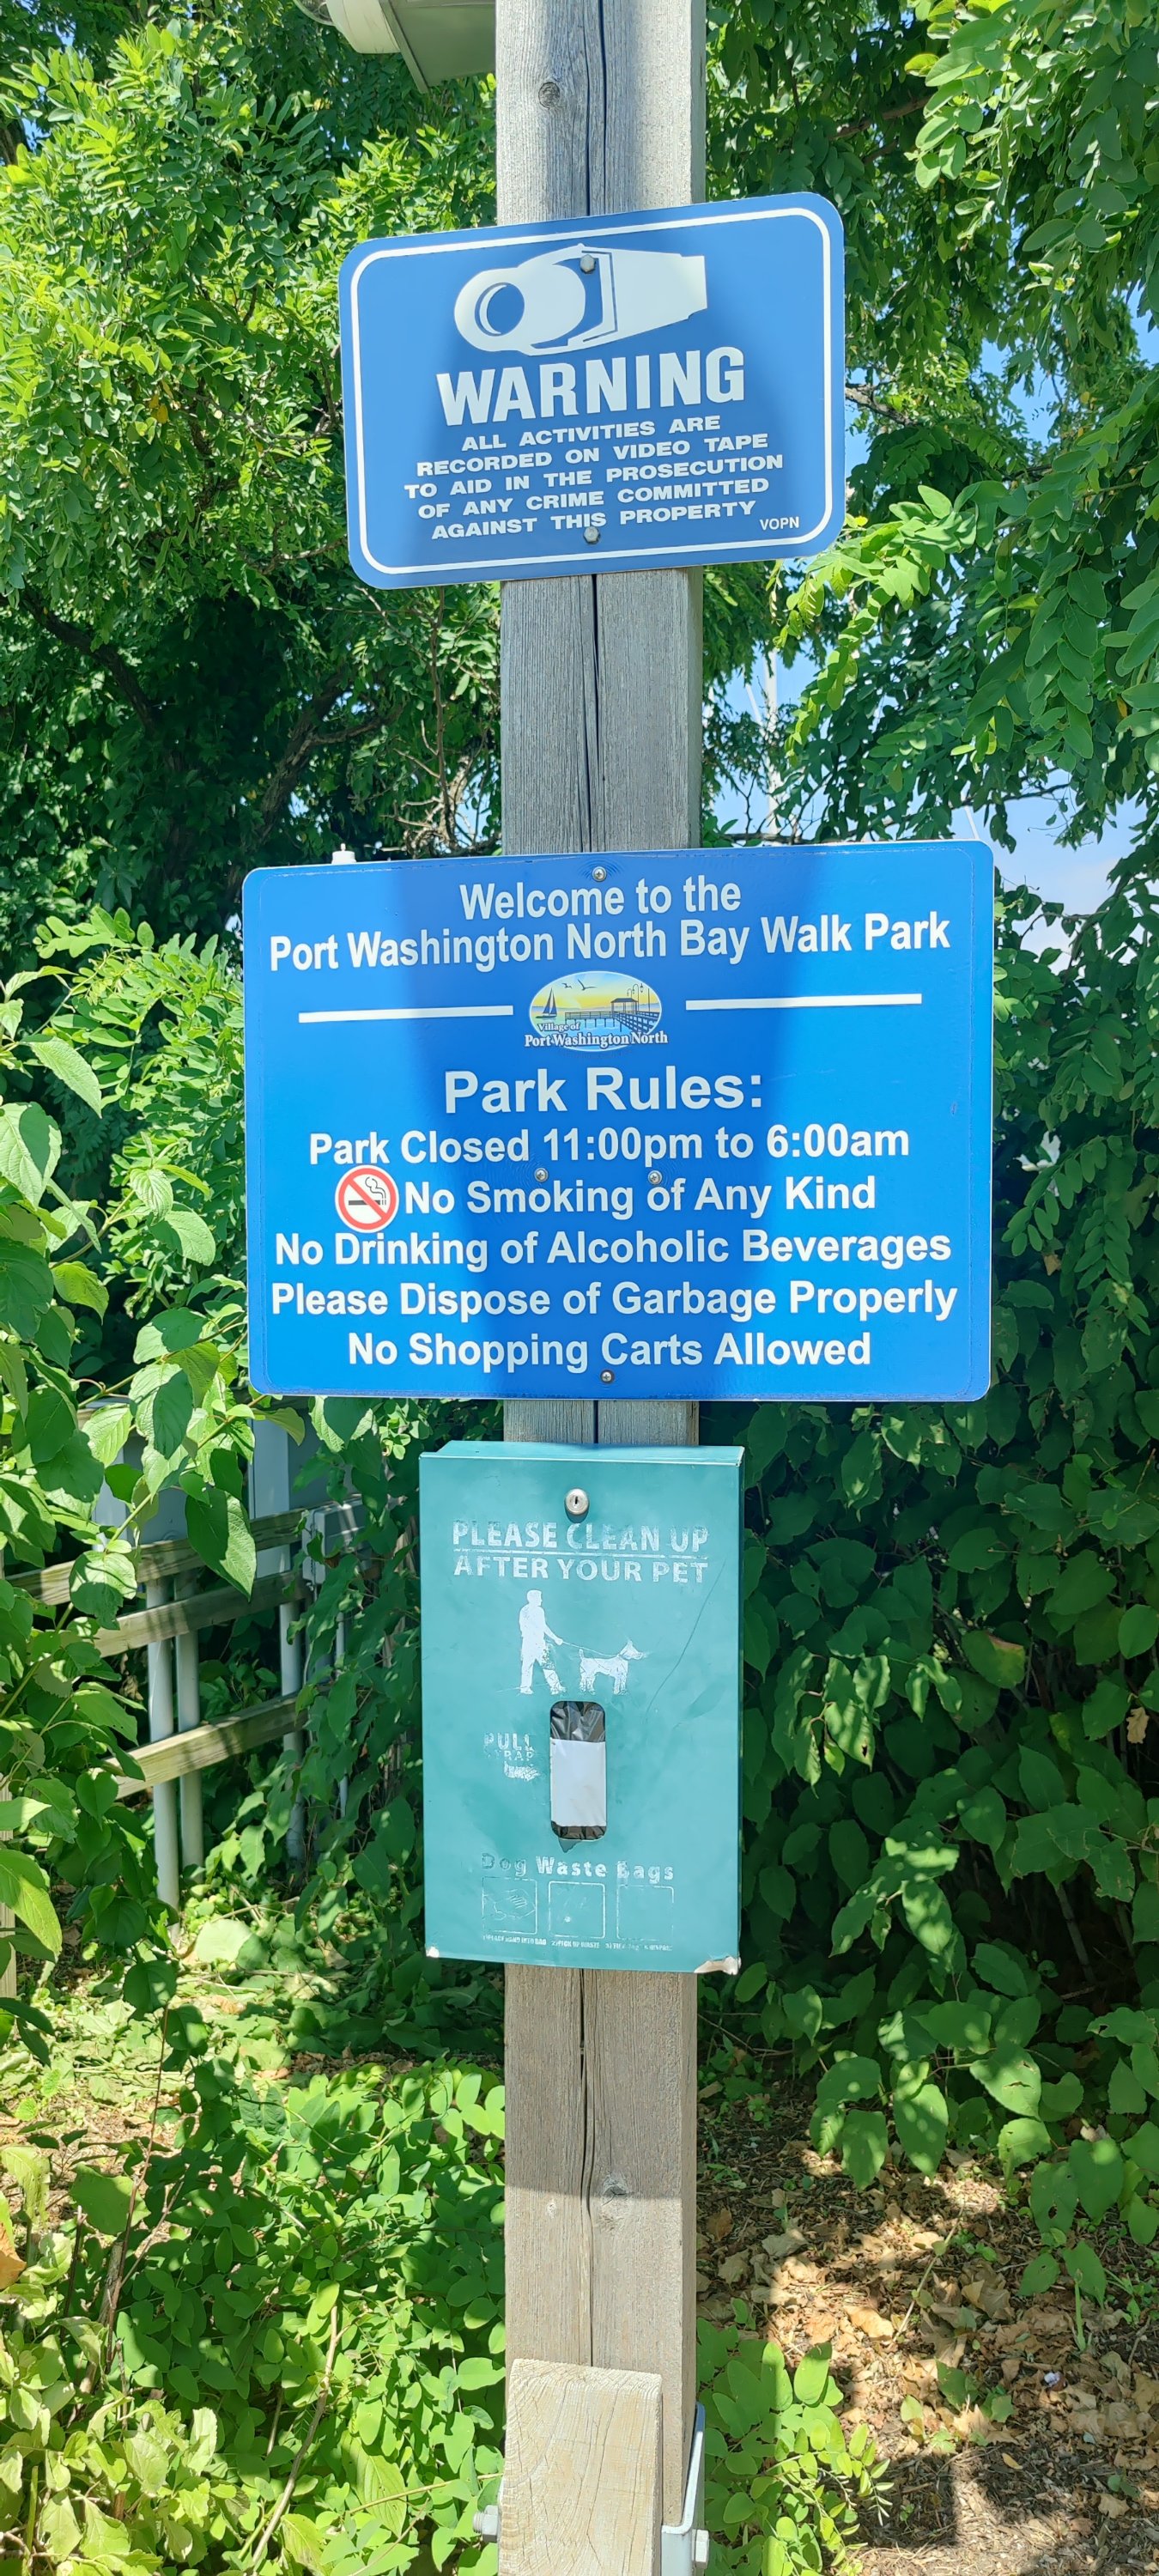 WARNING
ALL ACTIVITIES ARE
RECORDED ON VIDEO TAPE
TO AID IN THE PROSECUTION
OF ANY CRIME COMMITTED
AGAINST THIS PROPERTY
VOPN
Welcome to the
Port Washington North Bay Walk Park
Village of
Port Washington North
Park Rules:
Park Closed 11:00pm to 6:00am
No Smoking of Any Kind
No Drinking of Alcoholic Beverages
Please Dispose of Garbage Properly
No Shopping Carts Allowed
PLEASE CLEAN UP
AFTER YOUR PET
PULL
STRAP
Dog Waste Bags